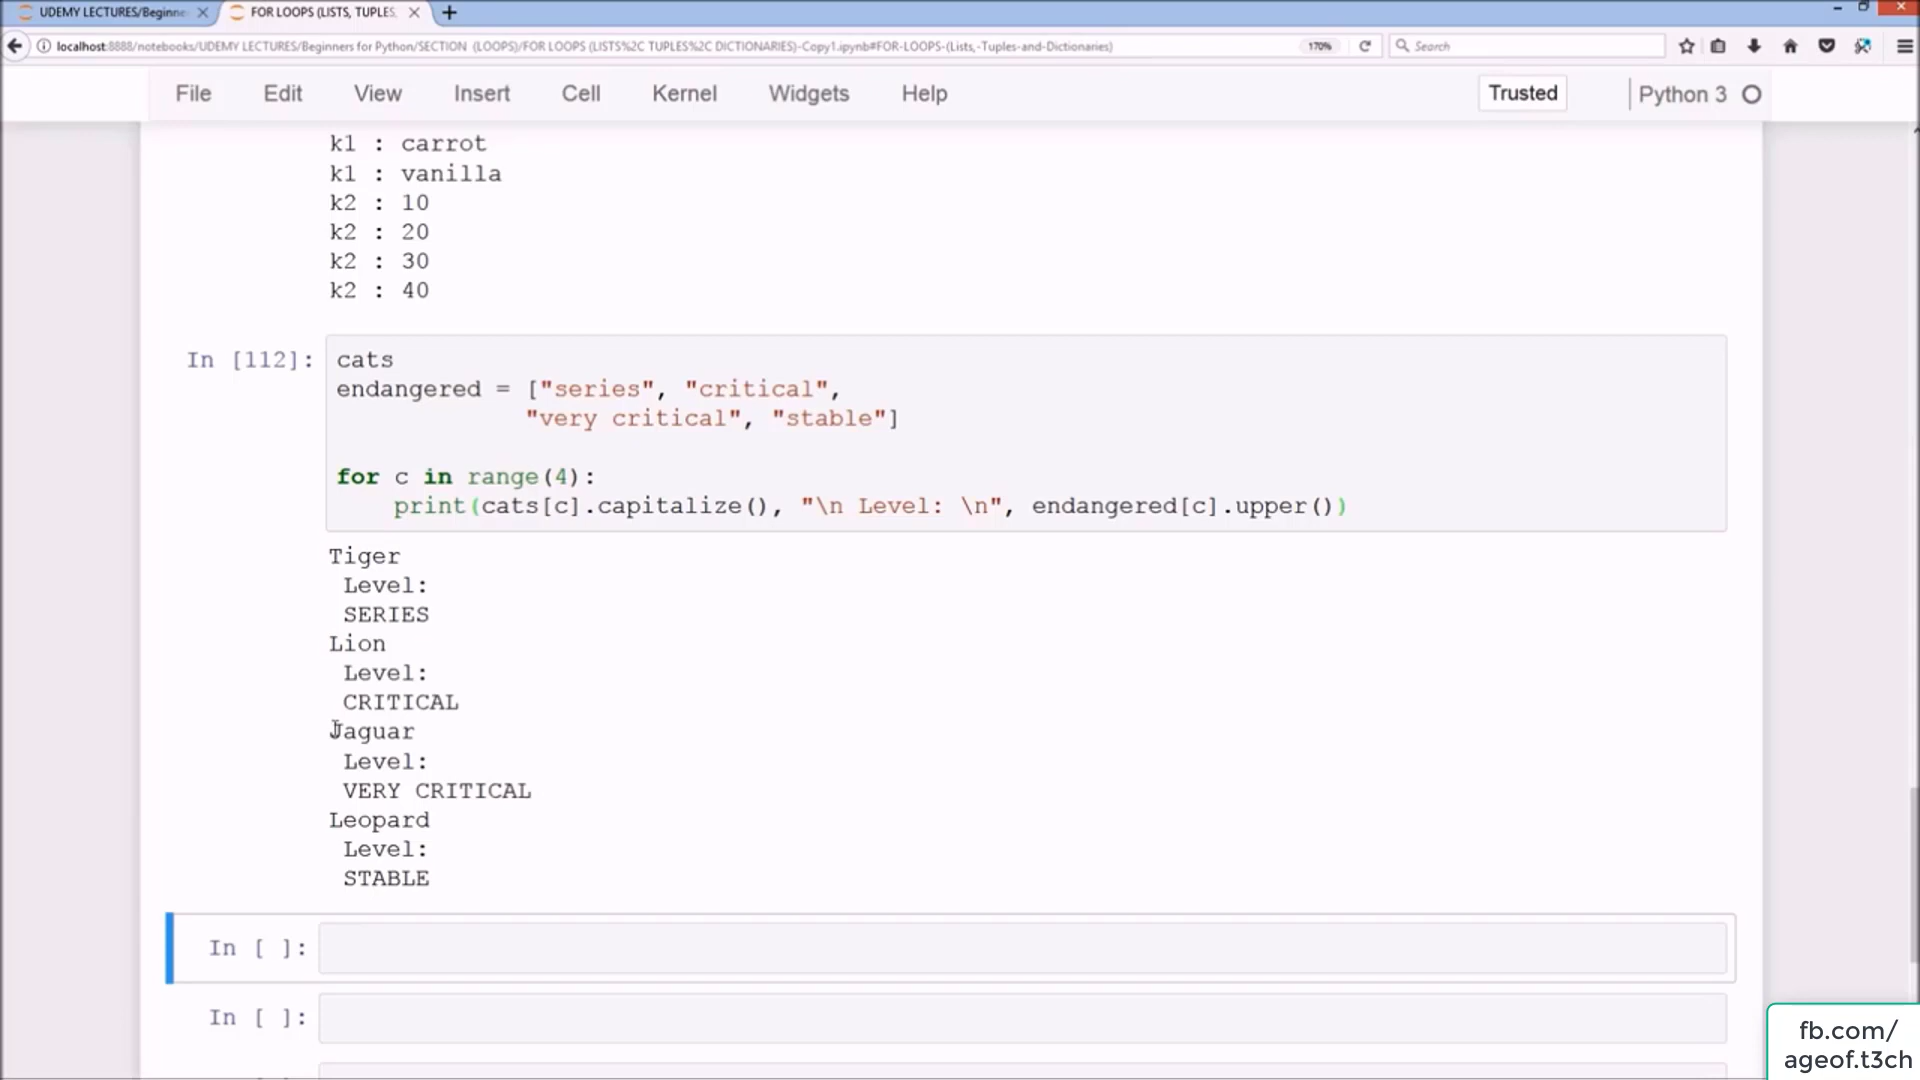 UDEMY LECTURES/Beginne
FOR LOOPS (LISTS, TUPLES,
localhost:8888/notebooks/UDEMY LECTURES/Beginners for Python/SECTION (LOOPS)/FOR LOOPS (LISTS%2C TUPLES%2C DICTIONARIES)-Copy1.ipynb#FOR-LOOPS-(Lists,-Tuples-and-Dictionaries)
170%
Search
File Edit View Insert Cell Kernel Widgets Help
Trusted
Python 3
k1 : carrot
k1 : vanilla
k2 : 10
k2 : 20
k2 : 30
k2 : 40
In [112]:
cats
endangered = ["series", "critical",
"very critical", "stable"]
for c in range(4):
print(cats[c].capitalize(), "\n Level: \n", endangered[c].upper())
Tiger
Level:
SERIES
Lion
Level:
CRITICAL
Jaguar
Level:
VERY CRITICAL
Leopard
Level:
STABLE
In [ ]:
In [ ]:
fb.com/
ageof.t3ch